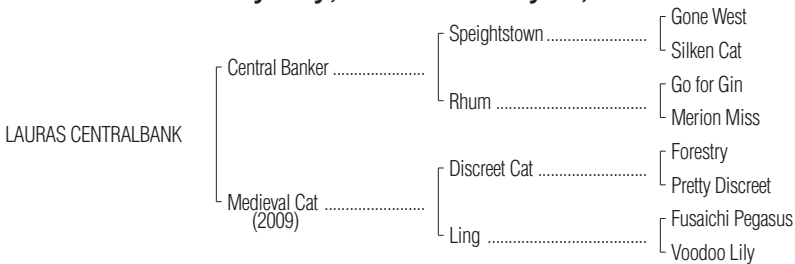 Gone West
Speightstown
Silken Cat
Central Banker
Go for Gin
Rhum
Merion Miss
LAURAS CENTRALBANK
Forestry
Discreet Cat
Pretty Discreet
Medieval Cat
(2009)
Fusaichi Pegasus
Ling
Voodoo Lily